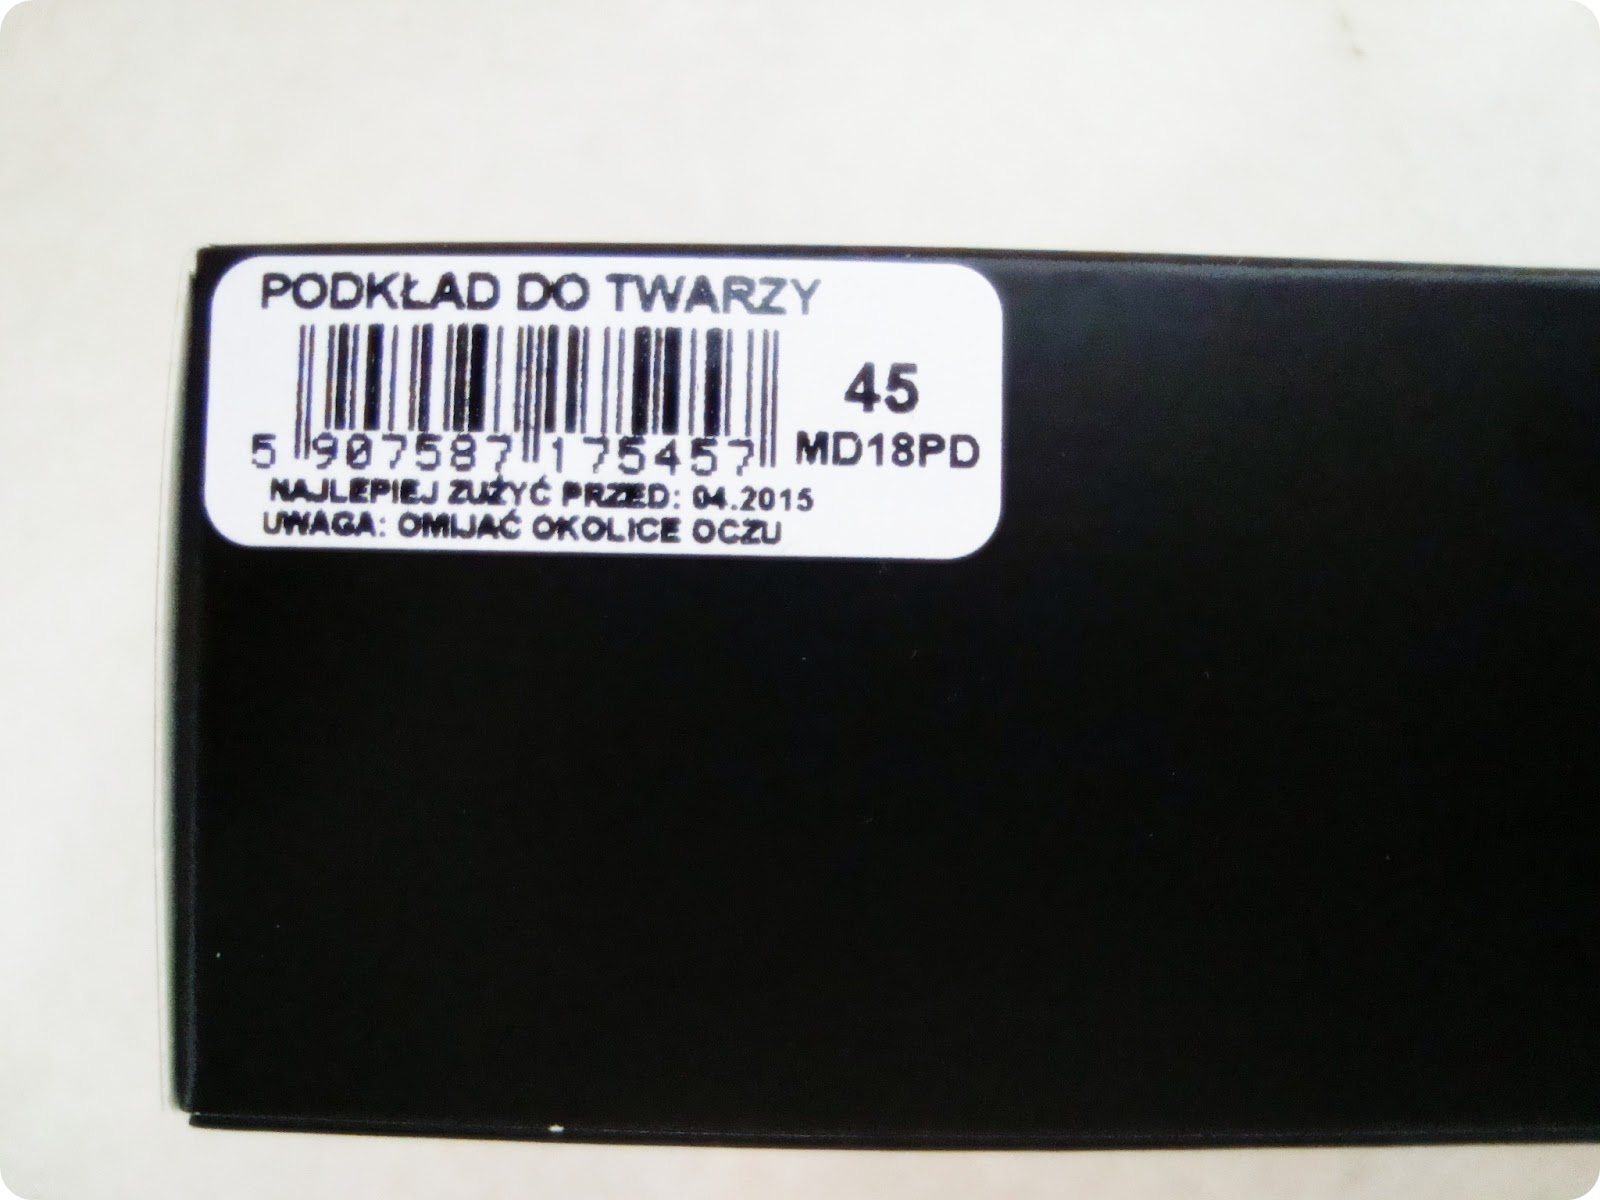 PODKŁAD DO TWARZY
45
5 907587 175457 MD18PD
NAJLEPIEJ ZUŻYĆ PRZED: 04.2015
UWAGA: OMIJAĆ OKOLICE OCZU